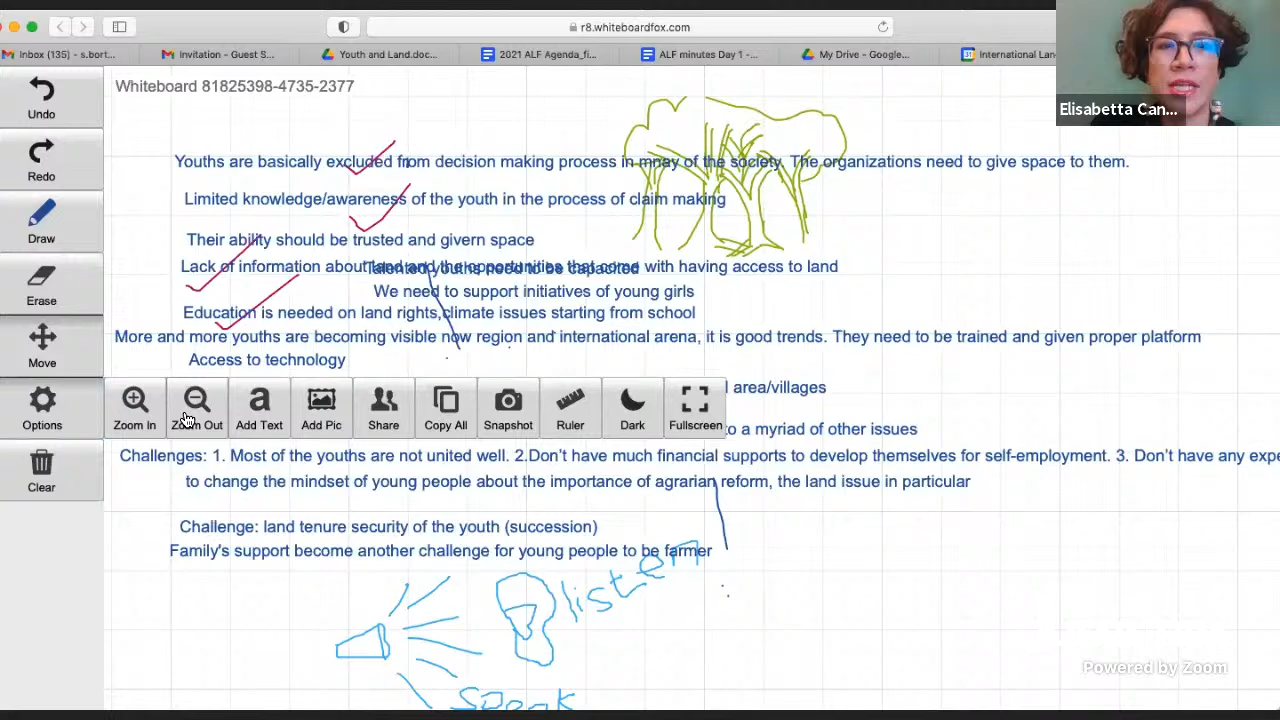 r8.whiteboardfox.com
Inbox (135) - s.bort...
Invitation - Guest S...
Youth and Land.doc...
2021 ALF Agenda_fi...
ALF minutes Day 1 -...
My Drive - Google...
International Lan
Elisabetta Can...
Whiteboard 81825398-4735-2377
Undo
Redo
Draw
Erase
Move
Options
Clear
Youths are basically excluded from decision making process in mnay of the society. The organizations need to give space to them.
Limited knowledge/awareness of the youth in the process of claim making
Their ability should be trusted and givern space
Lack of information about land and the opportunities that come with having access to land
Talented youths need to be capacited
We need to support initiatives of young girls
Education is needed on land rights,climate issues starting from school
More and more youths are becoming visible now region and international arena, it is good trends. They need to be trained and given proper platform
Access to technology
area/villages
Zoom In
Zoom Out
Add Text
Add Pic
Share
Copy All
Snapshot
Ruler
Dark
Fullscreen
to a myriad of other issues
Challenges: 1. Most of the youths are not united well. 2.Don't have much financial supports to develop themselves for self-employment. 3. Don't have any expe
to change the mindset of young people about the importance of agrarian reform, the land issue in particular
Challenge: land tenure security of the youth (succession)
Family's support become another challenge for young people to be farmer
listen
speak
Powered by Zoom